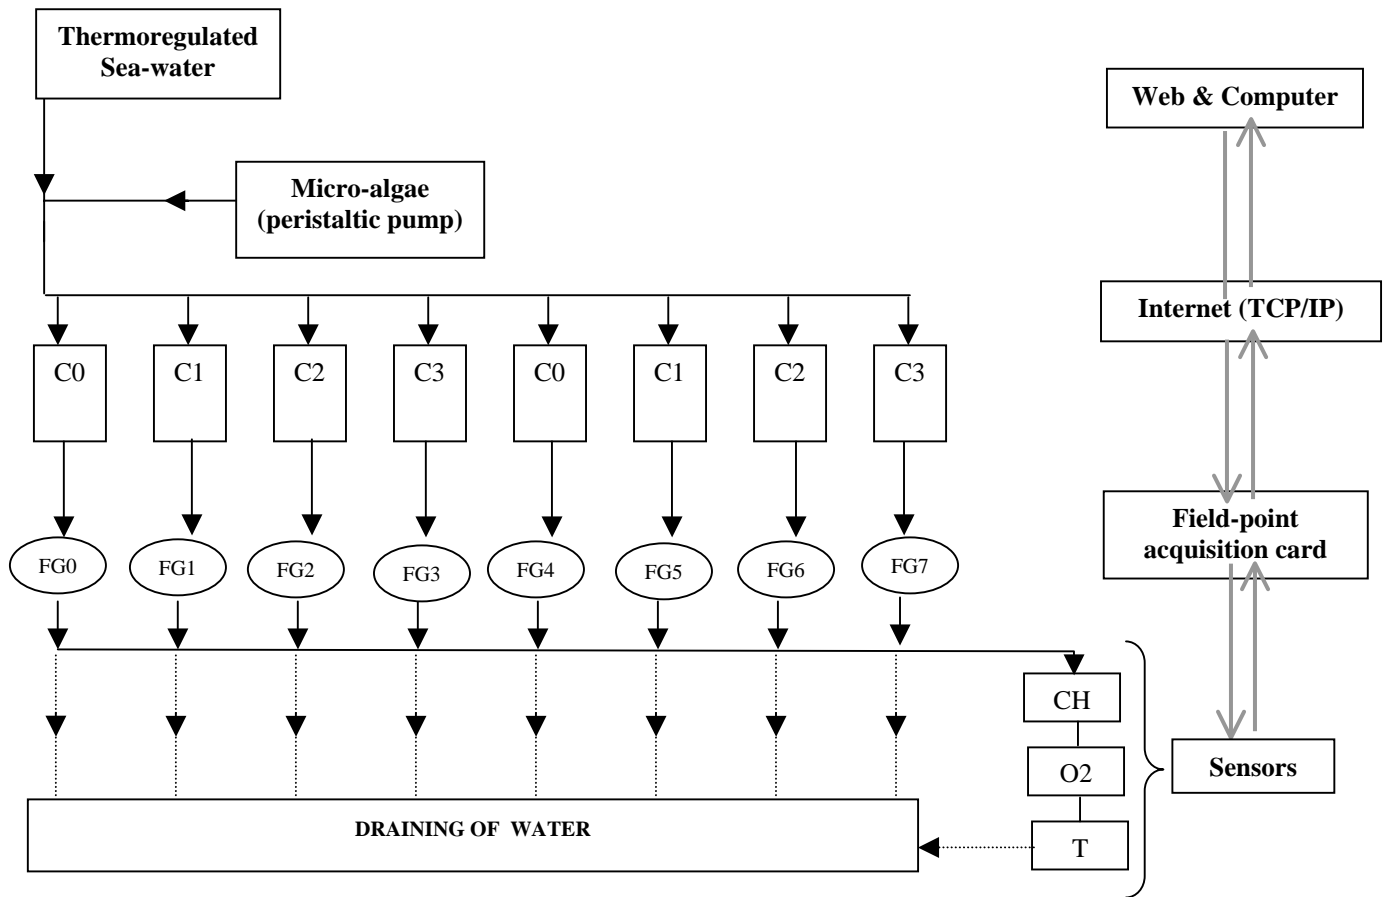 Thermoregulated
Sea-water
Web & Computer
Micro-algae
(peristaltic pump)
Internet (TCP/IP)
C0 C1 C2 C3 C0 C1 C2 C3
Field-point
acquisition card
FG0 FG1 FG2 FG3 FG4 FG5 FG6 FG7
CH
O2
Sensors
DRAINING OF WATER
T